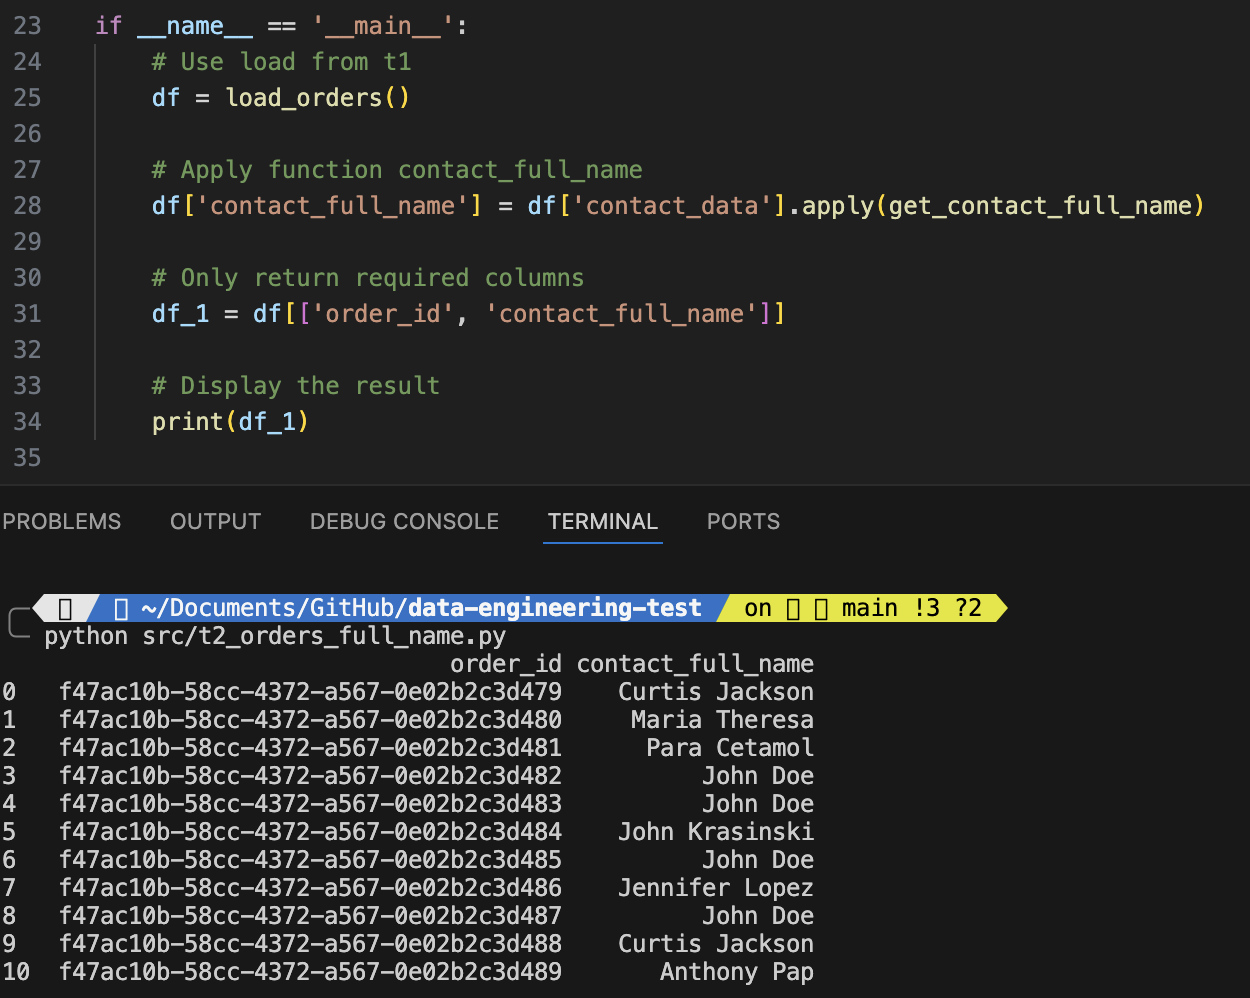 23 if __name__ == '__main__':
24 # Use load from t1
25 df = load_orders()
26
27 # Apply function contact_full_name
28 df['contact_full_name'] = df['contact_data'].apply(get_contact_full_name)
29
30 # Only return required columns
31 df_1 = df[['order_id', 'contact_full_name']]
32
33 # Display the result
34 print(df_1)
35
PROBLEMS OUTPUT DEBUG CONSOLE TERMINAL PORTS
~/Documents/GitHub/data-engineering-test on main !3 ?2
python src/t2_orders_full_name.py
order_id contact_full_name
0 f47ac10b-58cc-4372-a567-0e02b2c3d479 Curtis Jackson
1 f47ac10b-58cc-4372-a567-0e02b2c3d480 Maria Theresa
2 f47ac10b-58cc-4372-a567-0e02b2c3d481 Para Cetamol
3 f47ac10b-58cc-4372-a567-0e02b2c3d482 John Doe
4 f47ac10b-58cc-4372-a567-0e02b2c3d483 John Doe
5 f47ac10b-58cc-4372-a567-0e02b2c3d484 John Krasinski
6 f47ac10b-58cc-4372-a567-0e02b2c3d485 John Doe
7 f47ac10b-58cc-4372-a567-0e02b2c3d486 Jennifer Lopez
8 f47ac10b-58cc-4372-a567-0e02b2c3d487 John Doe
9 f47ac10b-58cc-4372-a567-0e02b2c3d488 Curtis Jackson
10 f47ac10b-58cc-4372-a567-0e02b2c3d489 Anthony Pap